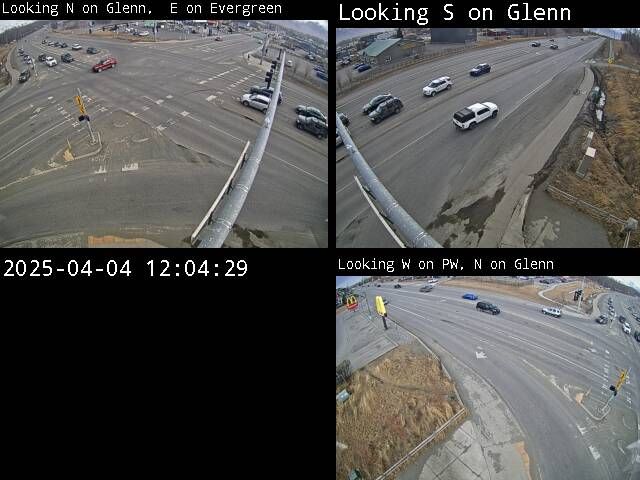 Looking N on Glenn,  E on Evergreen
Looking S on Glenn
2025-04-04 12:04:29
Looking W on PW, N on Glenn